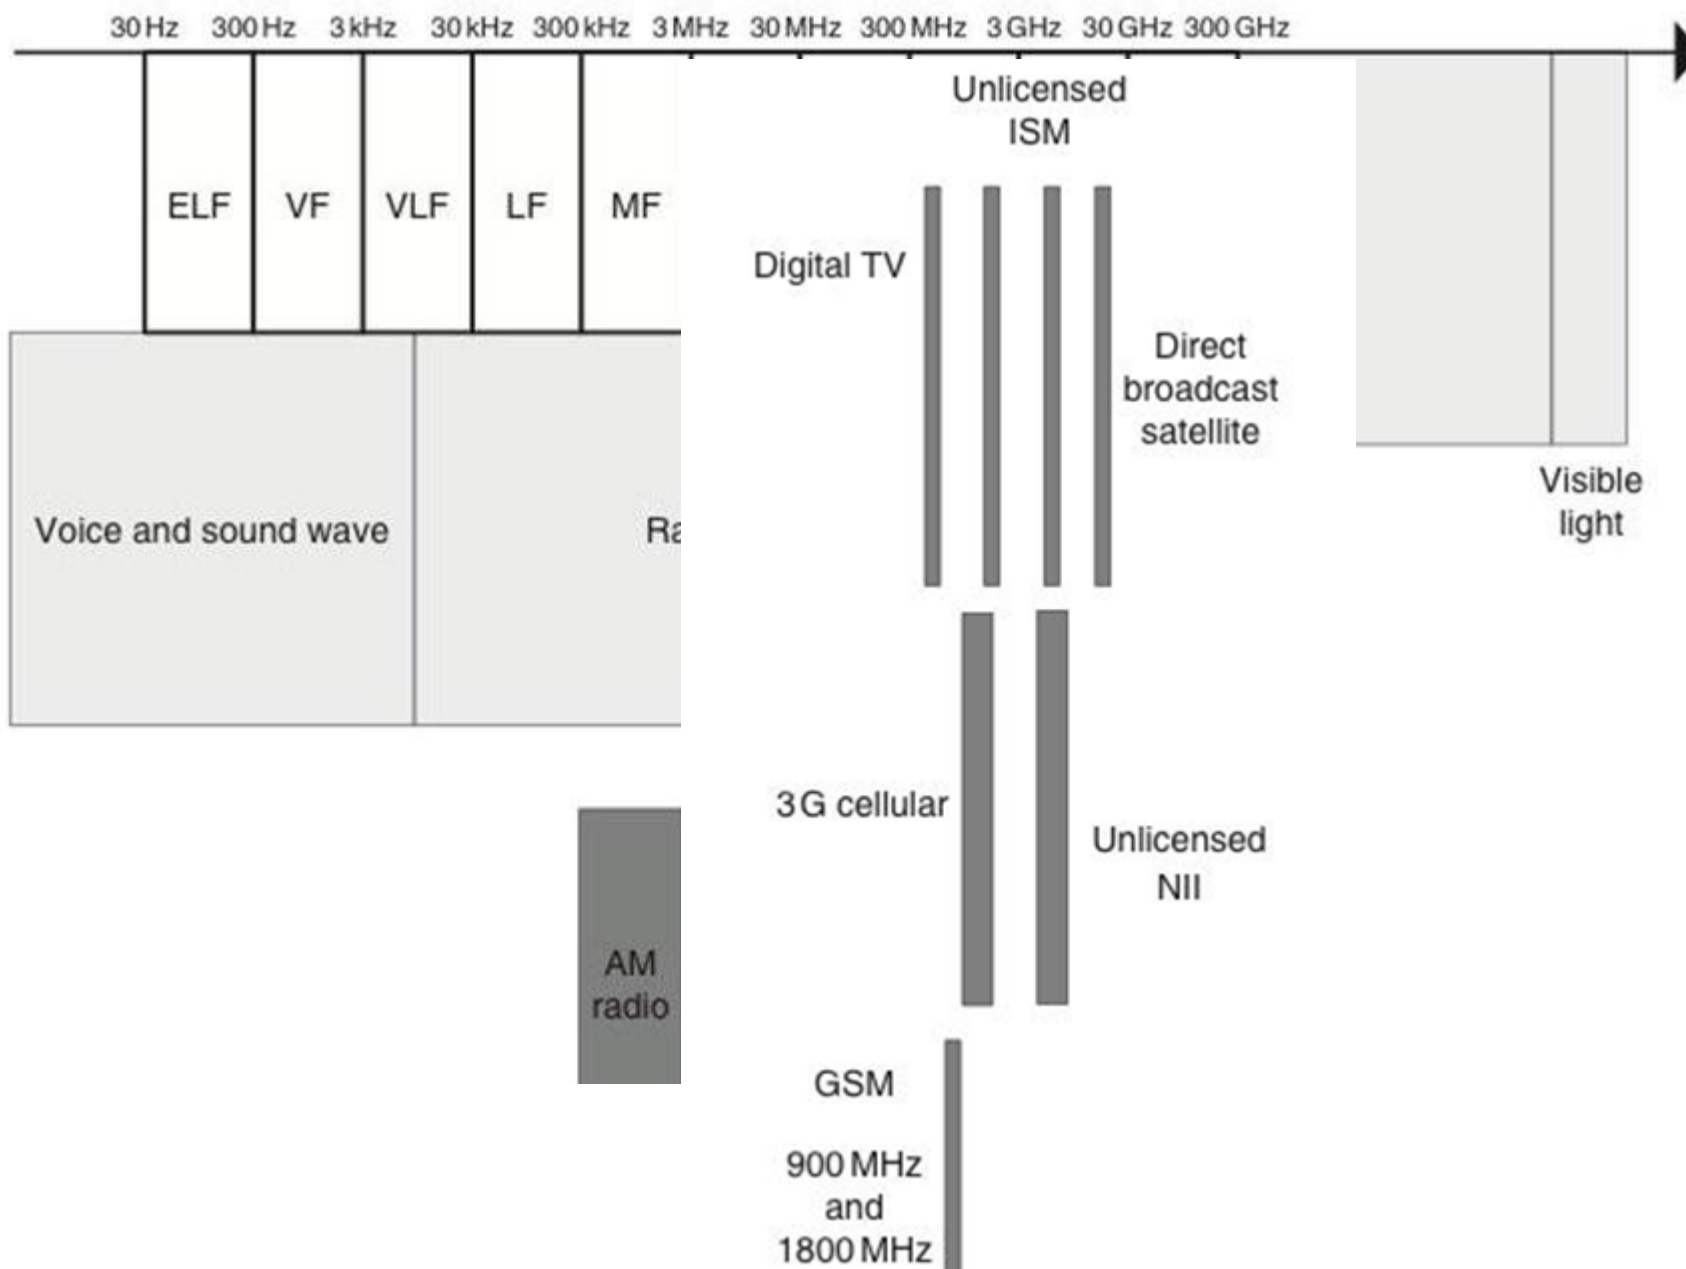 30 Hz 300 Hz 3 kHz 30 kHz 300 kHz 3 MHz 30 MHz 300 MHz 3 GHz 30 GHz 300 GHz
Unlicensed
ISM
ELF VF VLF LF MF
Digital TV
Direct
broadcast
satellite
Visible
light
Voice and sound wave
3 G cellular
Unlicensed
NII
AM
radio
GSM
900 MHz
and
1800 MHz